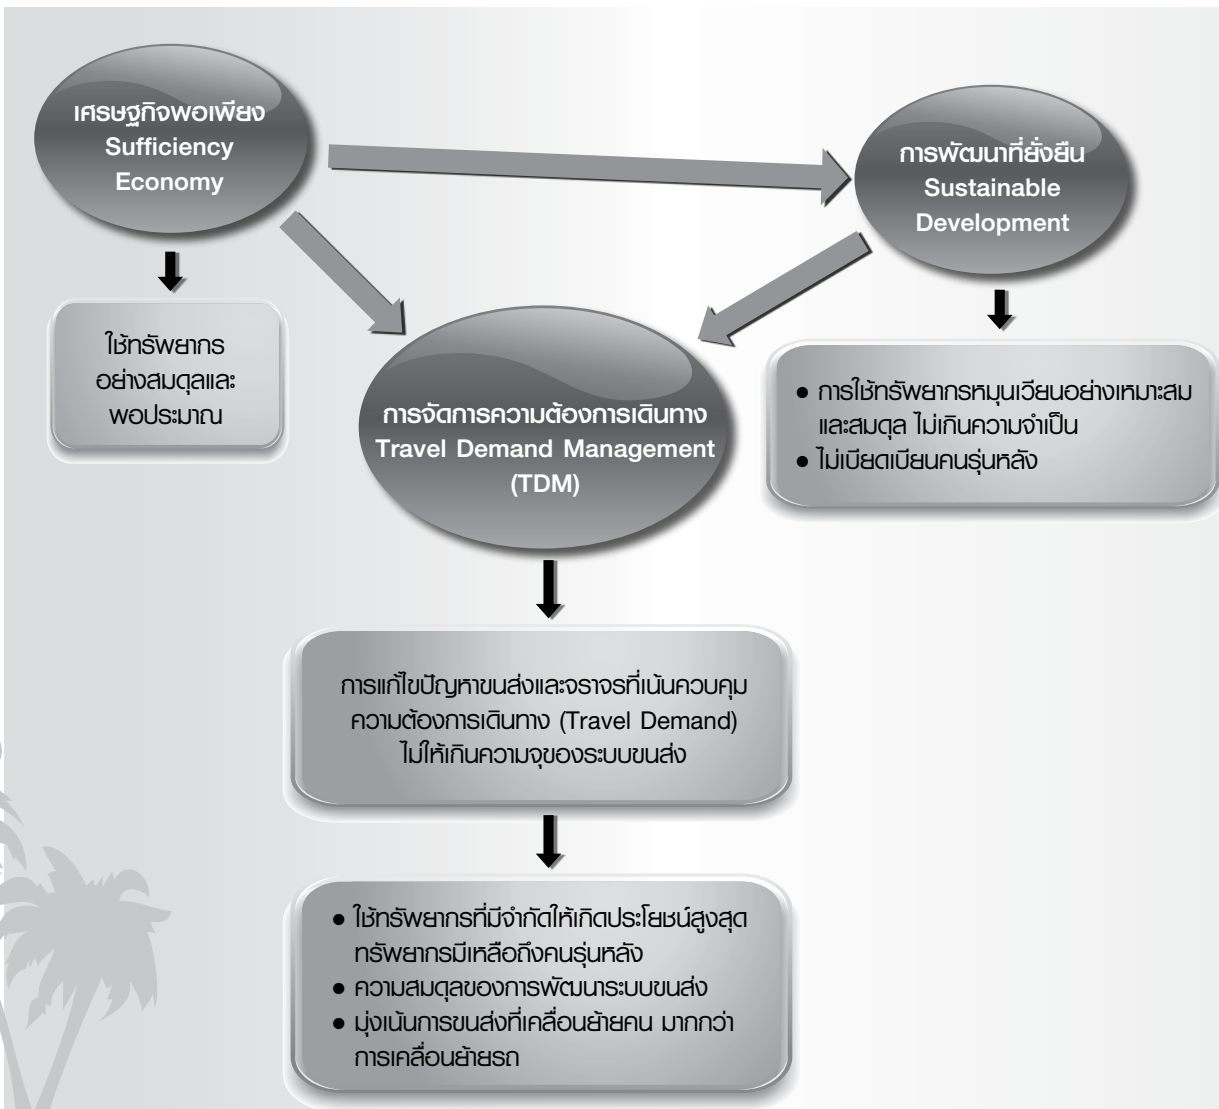 เศรษฐกิจพอเพียง
Sufficiency
Economy
การพัฒนาที่ยั่งยืน
Sustainable
Development
ใช้ทรัพยากร
อย่างสมดุลและ
พอประมาณ
การจัดการความต้องการเดินทาง
Travel Demand Management
(TDM)
• การใช้ทรัพยากรหมุนเวียนอย่างเหมาะสม
และสมดุล ไม่เกินความจำเป็น
• ไม่เบียดเบียนคนรุ่นหลัง
การแก้ไขปัญหาขนส่งและจราจรที่เน้นควบคุม
ความต้องการเดินทาง (Travel Demand)
ไม่ให้เกินความจุของระบบขนส่ง
• ใช้ทรัพยากรที่มีจำกัดให้เกิดประโยชน์สูงสุด
ทรัพยากรมีเหลือถึงคนรุ่นหลัง
• ความสมดุลของการพัฒนาระบบขนส่ง
• มุ่งเน้นการขนส่งที่เคลื่อนย้ายคน มากกว่า
การเคลื่อนย้ายรถ